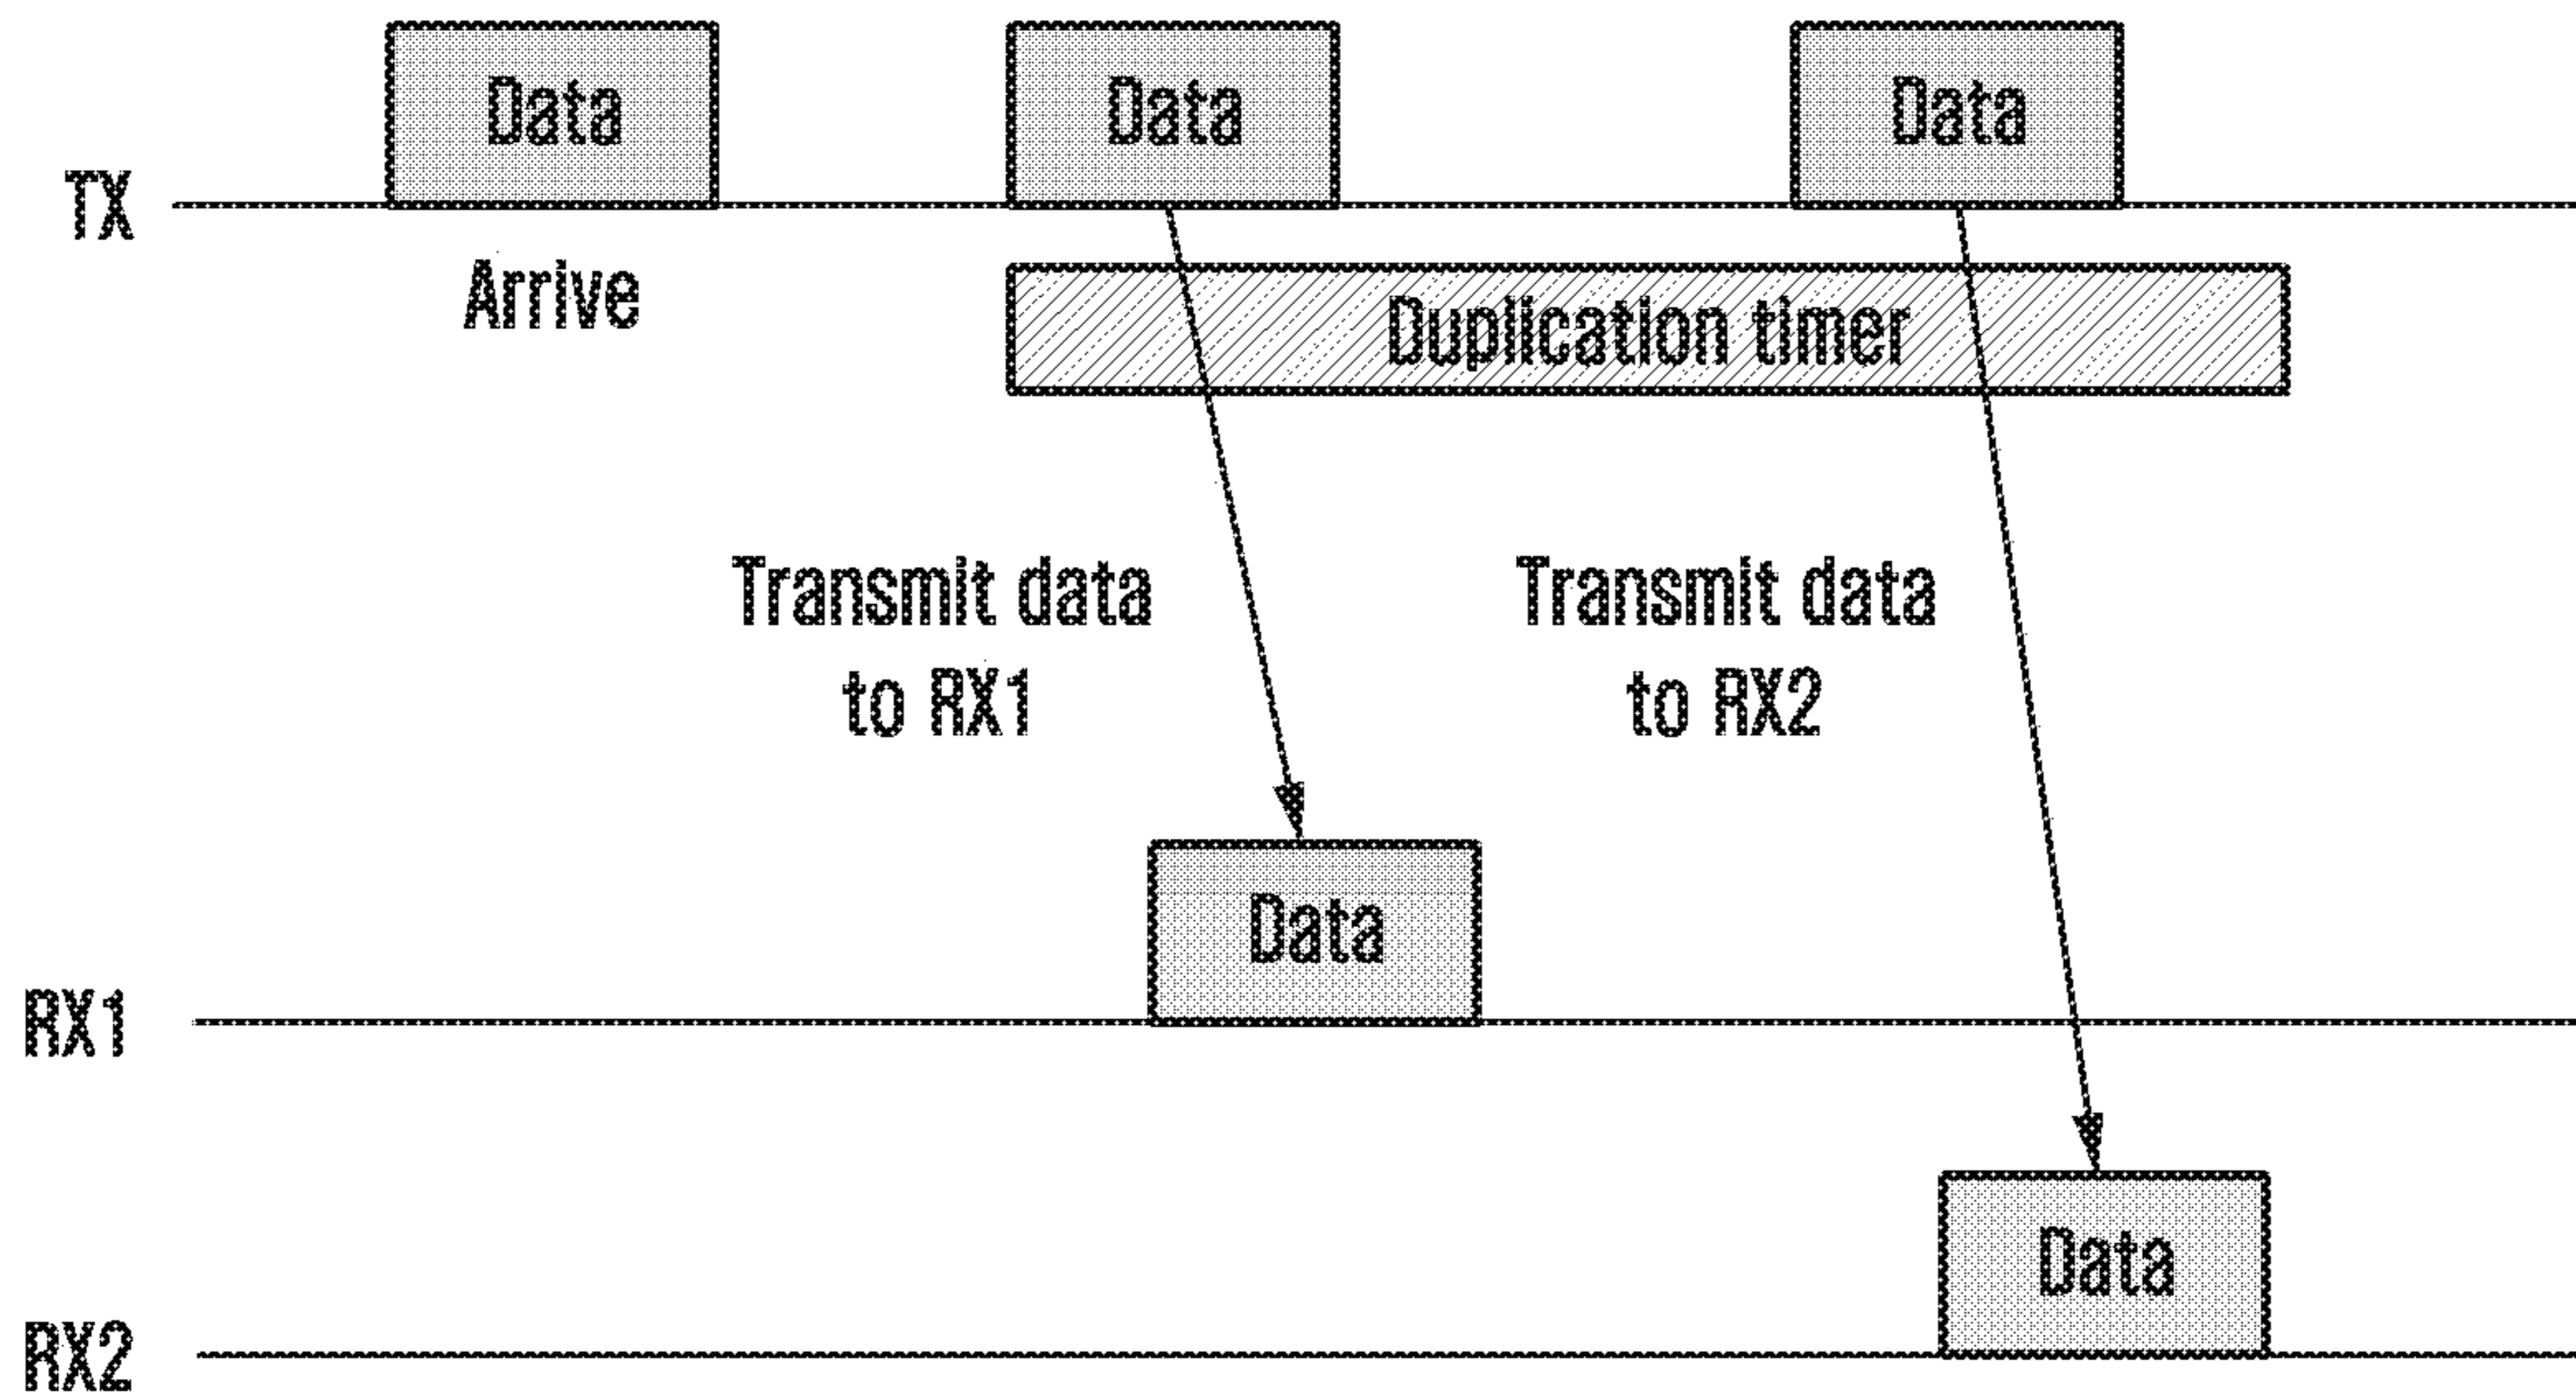 Data
Data
Data
TX
Arrive
Duplication timer
Transmit data
to RX1
Transmit data
to RX2
Data
RX1
Data
RX2